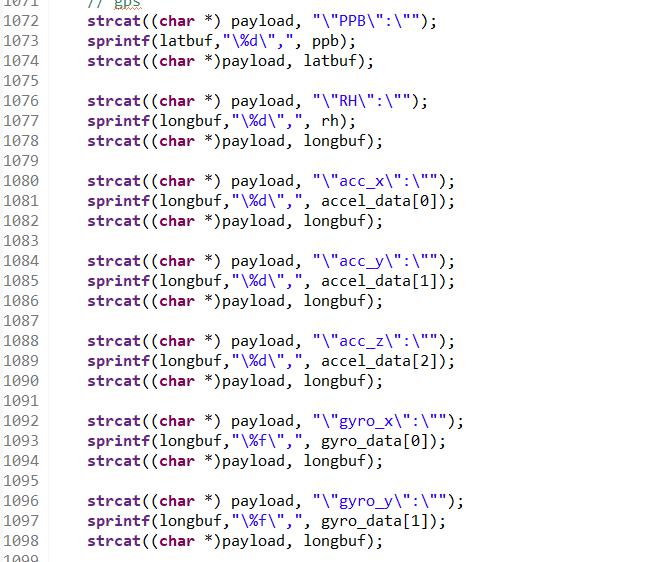 1071 // gps
1072 strcat((char *) payload, "\"PPB\":\"");
1073 sprintf(latbuf,"\%d\",", ppb);
1074 strcat((char *)payload, latbuf);
1075
1076 strcat((char *) payload, "\"RH\":\"");
1077 sprintf(longbuf,"\%d\",", rh);
1078 strcat((char *)payload, longbuf);
1079
1080 strcat((char *) payload, "\"acc_x\":\"");
1081 sprintf(longbuf,"\%d\",", accel_data[0]);
1082 strcat((char *)payload, longbuf);
1083
1084 strcat((char *) payload, "\"acc_y\":\"");
1085 sprintf(longbuf,"\%d\",", accel_data[1]);
1086 strcat((char *)payload, longbuf);
1087
1088 strcat((char *) payload, "\"acc_z\":\"");
1089 sprintf(longbuf,"\%d\",", accel_data[2]);
1090 strcat((char *)payload, longbuf);
1091
1092 strcat((char *) payload, "\"gyro_x\":\"");
1093 sprintf(longbuf,"\%f\",", gyro_data[0]);
1094 strcat((char *)payload, longbuf);
1095
1096 strcat((char *) payload, "\"gyro_y\":\"");
1097 sprintf(longbuf,"\%f\",", gyro_data[1]);
1098 strcat((char *)payload, longbuf);
1099